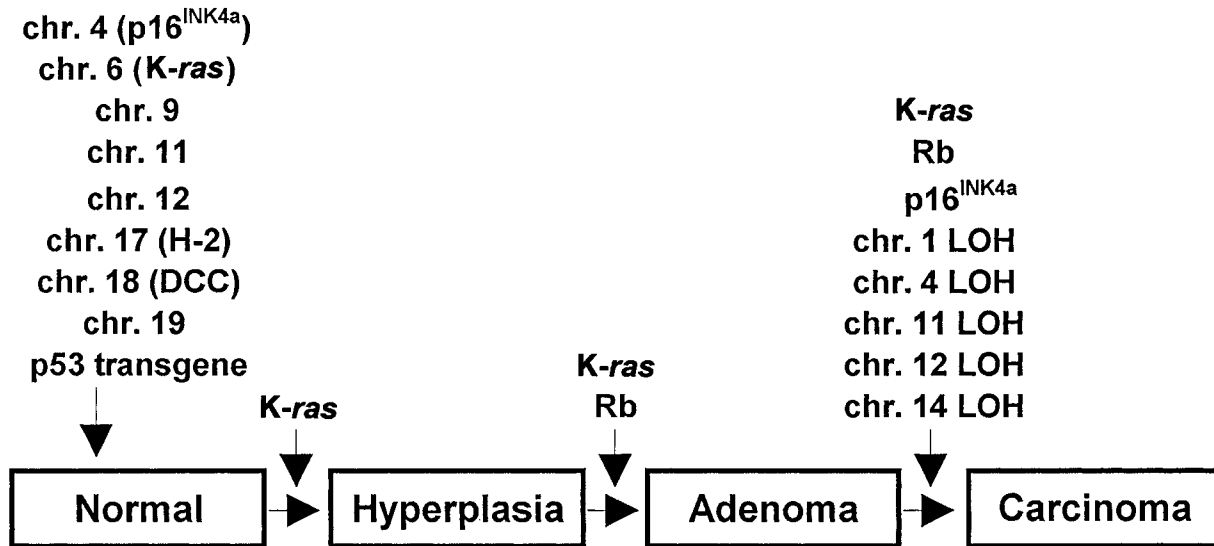 chr. 4 (p16INK4a)
chr. 6 (K-ras)
chr. 9
chr. 11
chr. 12
chr. 17 (H-2)
chr. 18 (DCC)
chr. 19
p53 transgene
K-ras
K-ras
Rb
K-ras
Rb
p16INK4a
chr. 1 LOH
chr. 4 LOH
chr. 11 LOH
chr. 12 LOH
chr. 14 LOH
Normal
Hyperplasia
Adenoma
Carcinoma